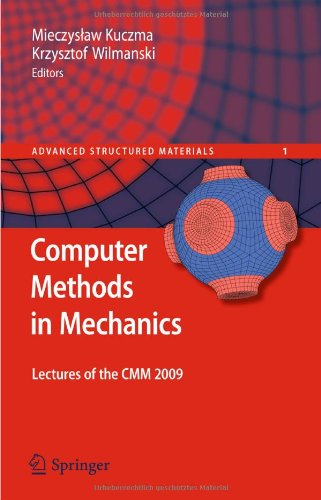 Mieczysław Kuczma
Krzysztof Wilmanski
Editors
ADVANCED STRUCTURED MATERIALS 1
Computer
Methods
in Mechanics
Lectures of the CMM 2009
Springer
Urheberrechtlich geschütztes Material